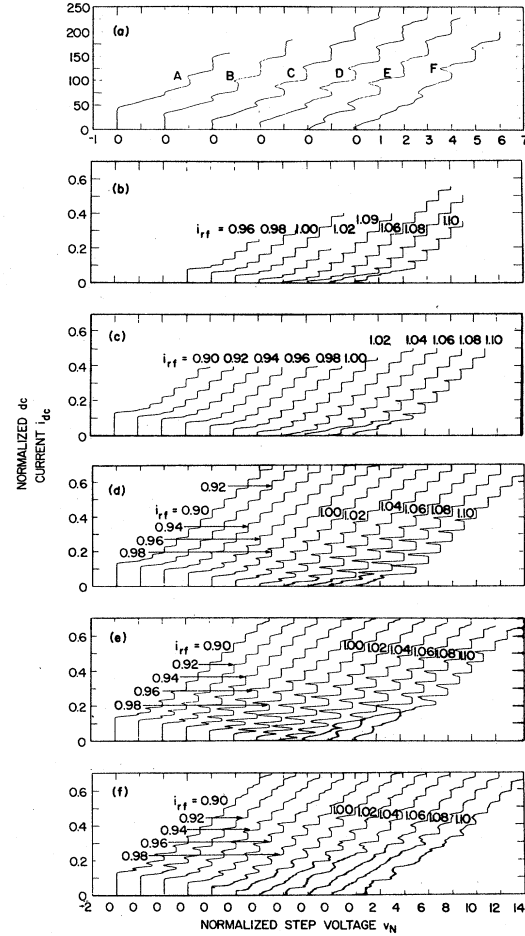 250
(a)
200
150
100
50
0
A B C D E F
-1 0 0 0 0 0 0 1 2 3 4 5 6 7
(b)
0.6
0.4
0.2
0
i_rf = 0.96 0.98 1.00 1.02 1.09 1.06 1.08 1.10
(c)
0.6
0.4
0.2
0
i_rf = 0.90 0.92 0.94 0.96 0.98 1.00 1.02 1.04 1.06 1.08 1.10
NORMALIZED dc
CURRENT i_dc
(d)
0.6
0.4
0.2
0
0.92
i_rf = 0.90
0.94
0.96
0.98
1.00 1.02 1.04 1.06 1.08 1.10
(e)
0.6
0.4
0.2
0
i_rf = 0.90
0.92
0.94
0.96
0.98
1.00 1.02 1.04 1.06 1.08 1.10
(f)
0.6
0.4
0.2
0
i_rf = 0.90
0.92
0.94
0.96
0.98
1.00 1.02 1.04 1.06 1.08 1.10
-2 0 0 0 0 0 0 0 0 0 0 0 2 4 6 8 10 12 14
NORMALIZED STEP VOLTAGE v_N